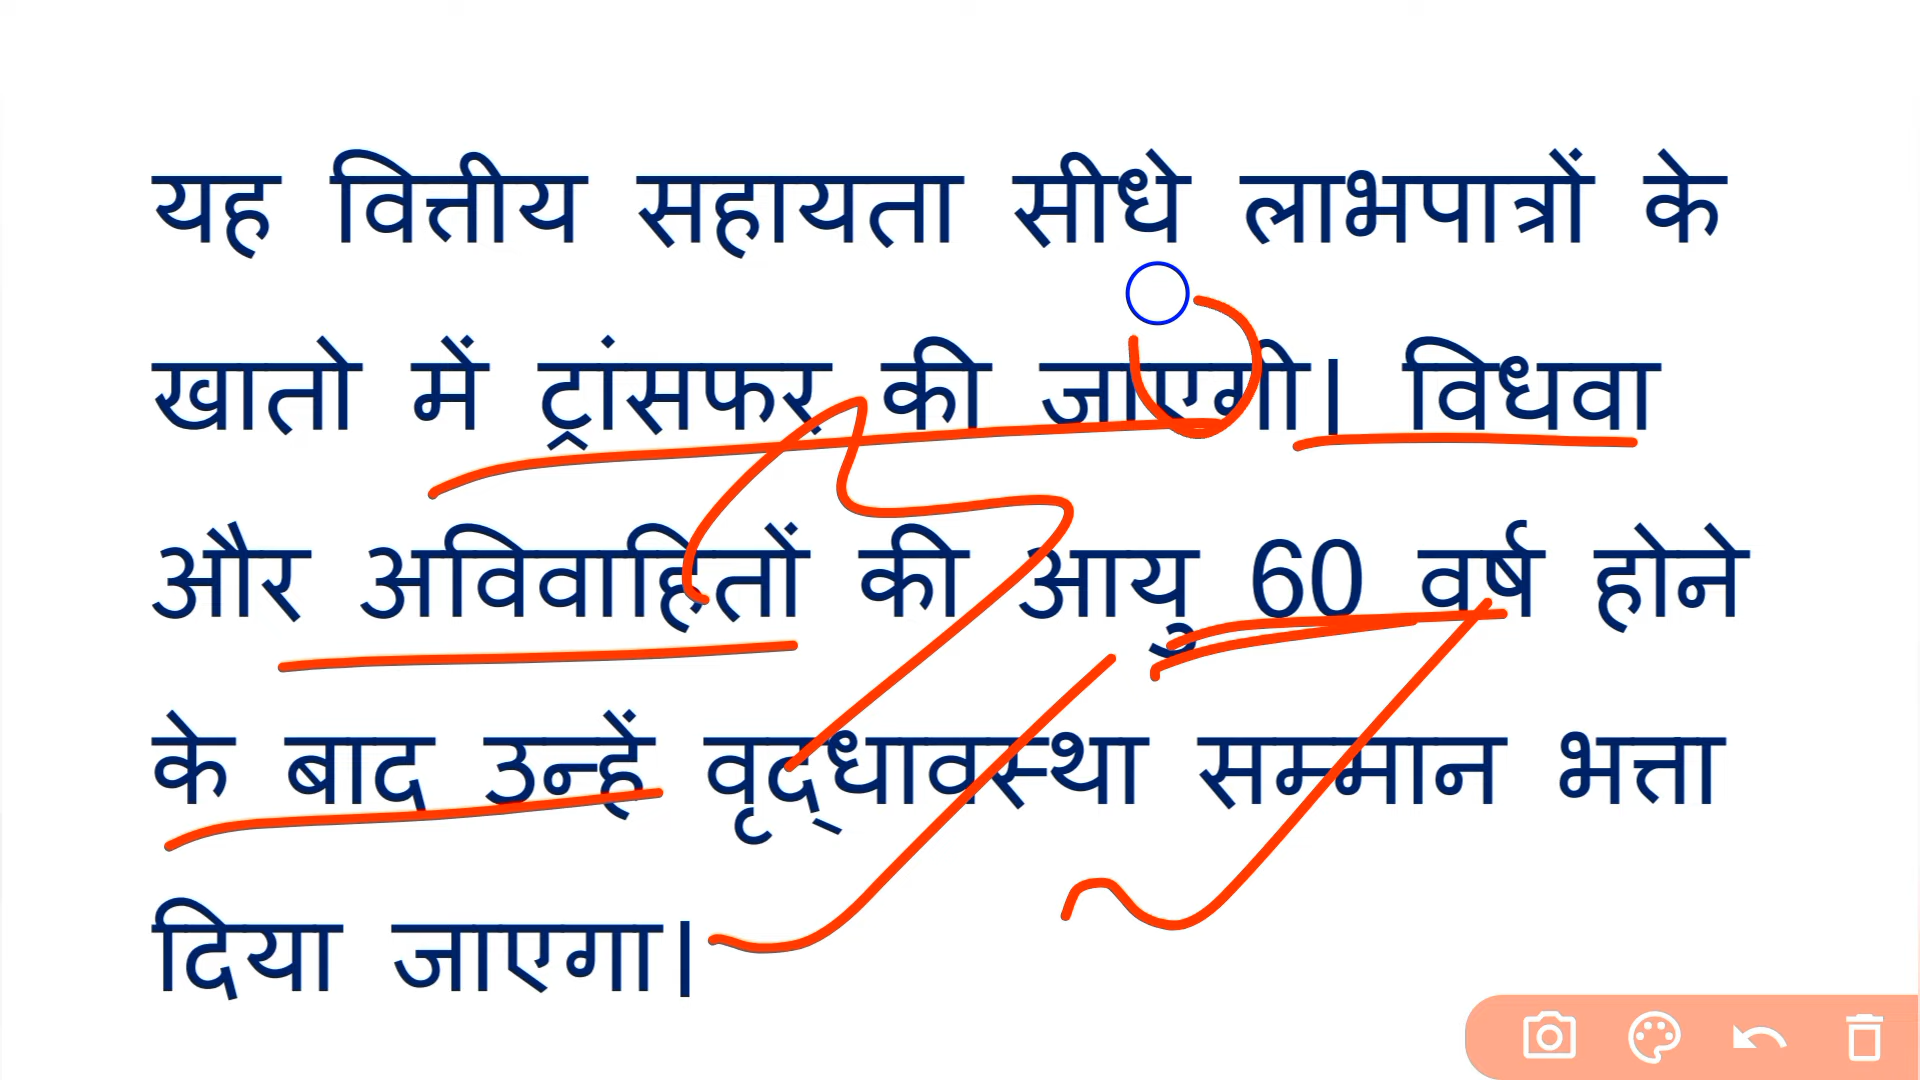 यह वित्तीय सहायता सीधे लाभपात्रों के
खातो में ट्रांसफर की जाएगी। विधवा
और अविवाहितों की आयु 60 वर्ष होने
के बाद उन्हें वृद्‌धावस्था सम्मान भत्ता
दिया जाएगा।